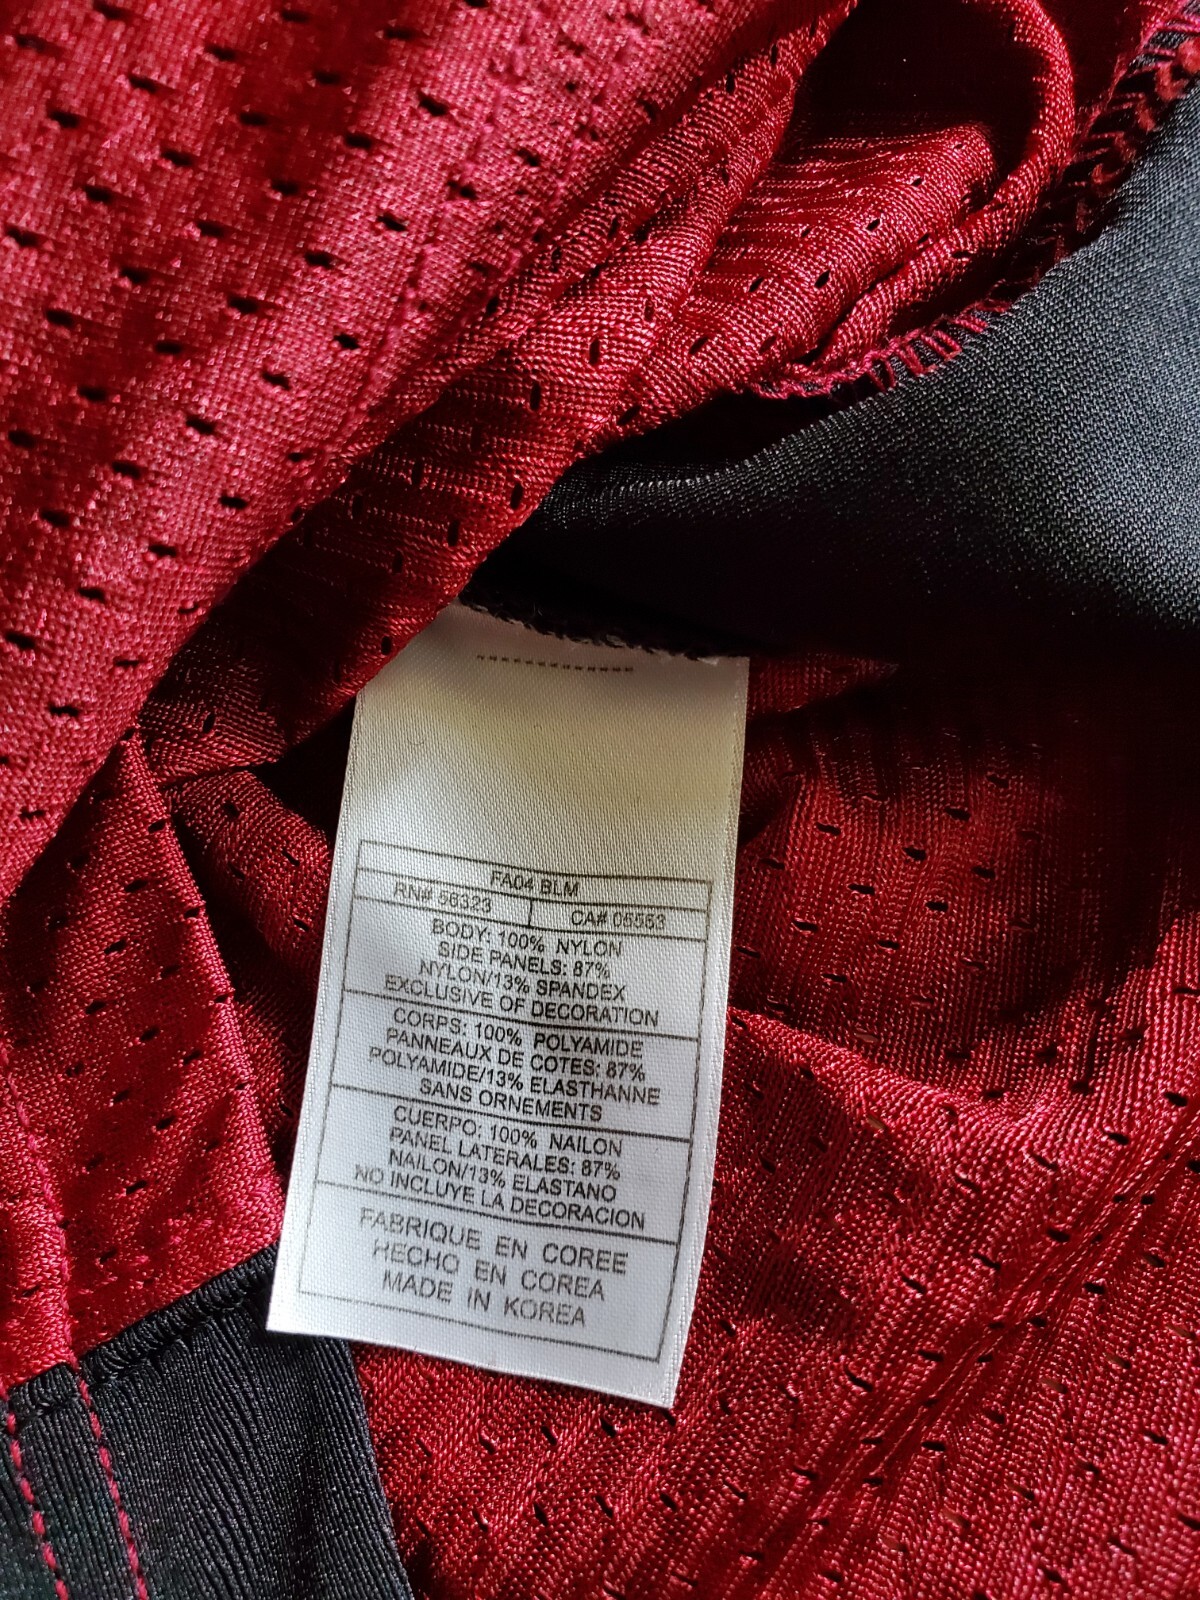 FA04 BLM
RN# 56323 CA# 05553
BODY: 100% NYLON
SIDE PANELS: 87%
NYLON/13% SPANDEX
EXCLUSIVE OF DECORATION
CORPS: 100% POLYAMIDE
PANNEAUX DE COTES: 87%
POLYAMIDE/13% ELASTHANNE
SANS ORNEMENTS
CUERPO: 100% NAILON
PANEL LATERALES: 87%
NAILON/13% ELASTANO
NO INCLUYE LA DECORACION
FABRIQUE EN COREE
HECHO EN COREA
MADE IN KOREA